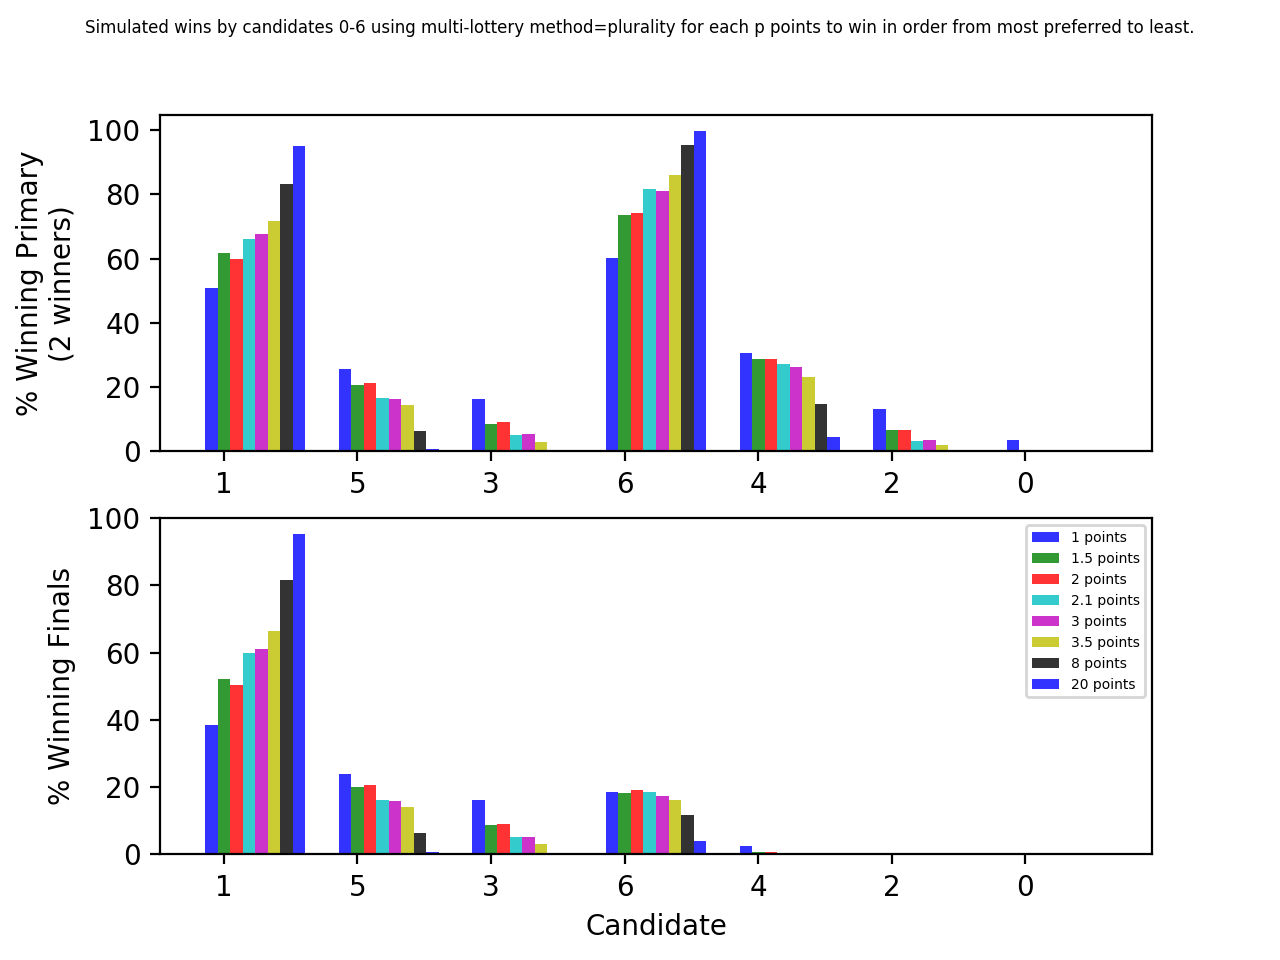 Simulated wins by candidates 0-6 using multi-lottery method=plurality for each p points to win in order from most preferred to least.
% Winning Primary
(2 winners)
100
80
60
40
20
0
1 5 3 6 4 2 0
% Winning Finals
100
80
60
40
20
0
1 points
1.5 points
2 points
2.1 points
3 points
3.5 points
8 points
20 points
1 5 3 6 4 2 0
Candidate